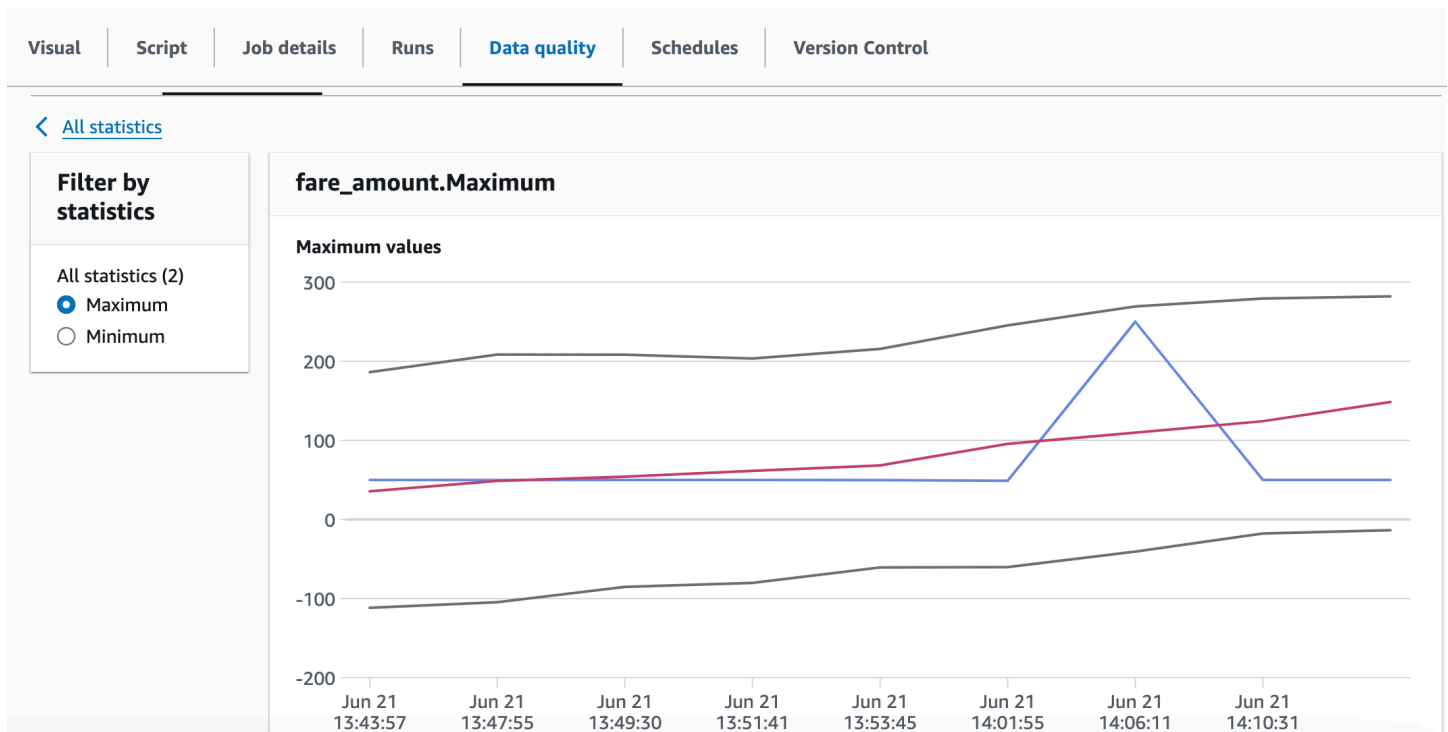 Visual Script Job details Runs Data quality Schedules Version Control
All statistics
Filter by
statistics
All statistics (2)
Maximum
Minimum
fare_amount.Maximum
Maximum values
300
200
100
0
-100
-200
Jun 21 Jun 21 Jun 21 Jun 21 Jun 21 Jun 21 Jun 21 Jun 21
13:43:57 13:47:55 13:49:30 13:51:41 13:53:45 14:01:55 14:06:11 14:10:31